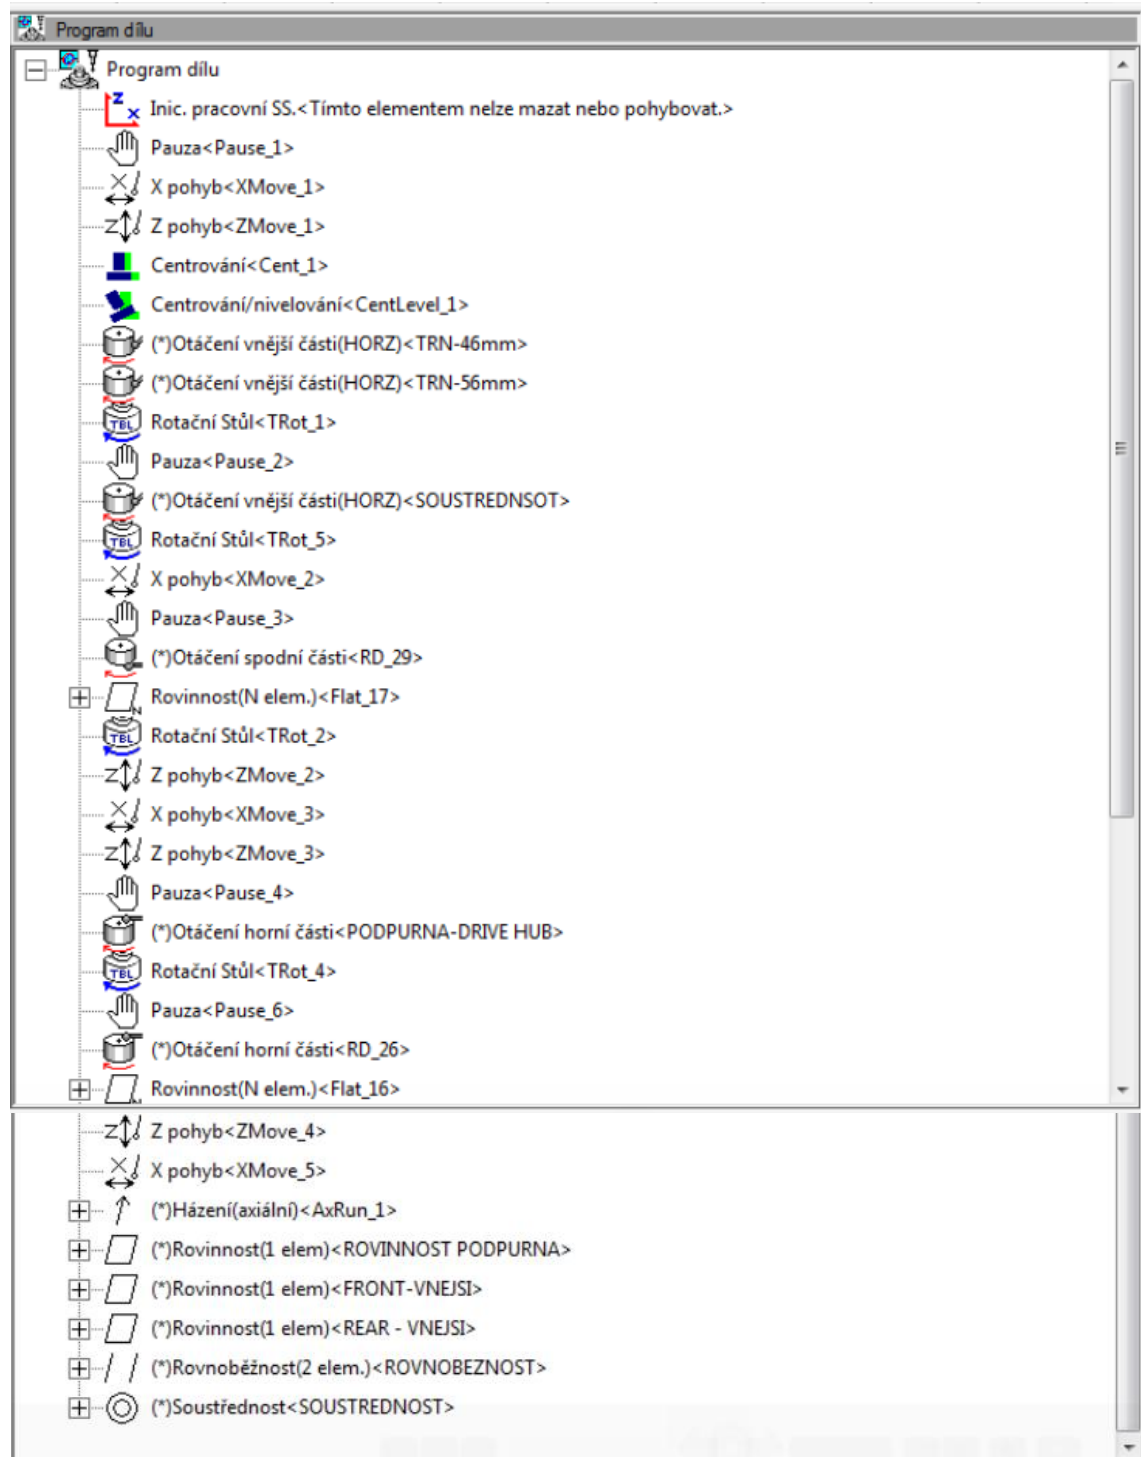 Program dílu
Program dílu
Inic. pracovní SS.<Tímto elementem nelze mazat nebo pohybovat.>
Pauza<Pause_1>
X pohyb<XMove_1>
Z pohyb<ZMove_1>
Centrování<Cent_1>
Centrování/nivelování<CentLevel_1>
(*)Otáčení vnější části(HORZ)<TRN-46mm>
(*)Otáčení vnější části(HORZ)<TRN-56mm>
Rotační Stůl<TRot_1>
Pauza<Pause_2>
(*)Otáčení vnější části(HORZ)<SOUSTREDNSOT>
Rotační Stůl<TRot_5>
X pohyb<XMove_2>
Pauza<Pause_3>
(*)Otáčení spodní části<RD_29>
Rovinnost(N elem.)<Flat_17>
Rotační Stůl<TRot_2>
Z pohyb<ZMove_2>
X pohyb<XMove_3>
Z pohyb<ZMove_3>
Pauza<Pause_4>
(*)Otáčení horní části<PODPURNA-DRIVE HUB>
Rotační Stůl<TRot_4>
Pauza<Pause_6>
(*)Otáčení horní části<RD_26>
Rovinnost(N elem.)<Flat_16>
Z pohyb<ZMove_4>
X pohyb<XMove_5>
(*)Házení(axiální)<AxRun_1>
(*)Rovinnost(1 elem)<ROVINNOST PODPURNA>
(*)Rovinnost(1 elem)<FRONT-VNEJSI>
(*)Rovinnost(1 elem)<REAR - VNEJSI>
(*)Rovnoběžnost(2 elem.)<ROVNOBEZNOST>
(*)Soustřednost<SOUSTREDNOST>